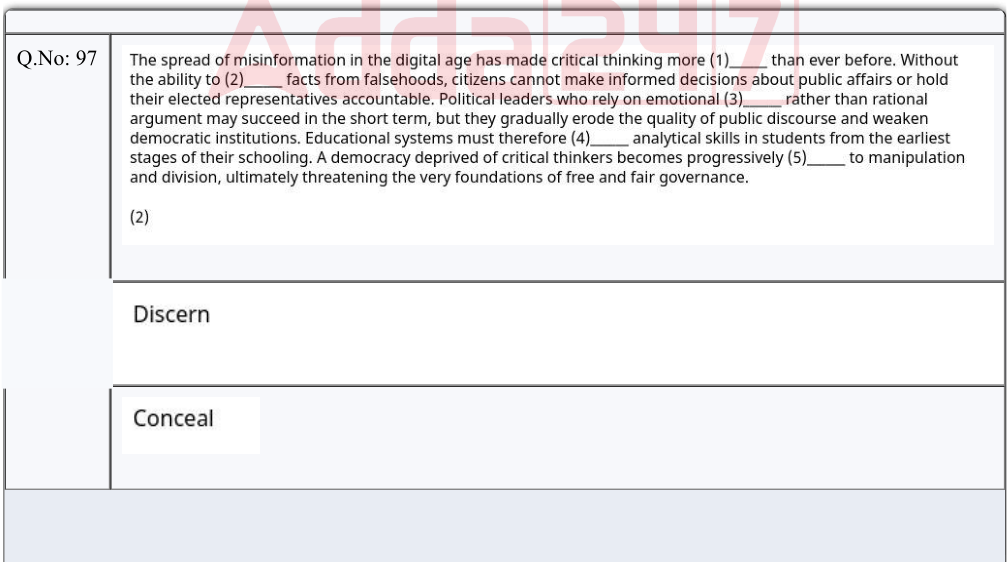 Adda247
Q.No: 97
The spread of misinformation in the digital age has made critical thinking more (1)_____ than ever before. Without
the ability to (2)_____ facts from falsehoods, citizens cannot make informed decisions about public affairs or hold
their elected representatives accountable. Political leaders who rely on emotional (3)_____ rather than rational
argument may succeed in the short term, but they gradually erode the quality of public discourse and weaken
democratic institutions. Educational systems must therefore (4)_____ analytical skills in students from the earliest
stages of their schooling. A democracy deprived of critical thinkers becomes progressively (5)_____ to manipulation
and division, ultimately threatening the very foundations of free and fair governance.
(2)
Discern
Conceal